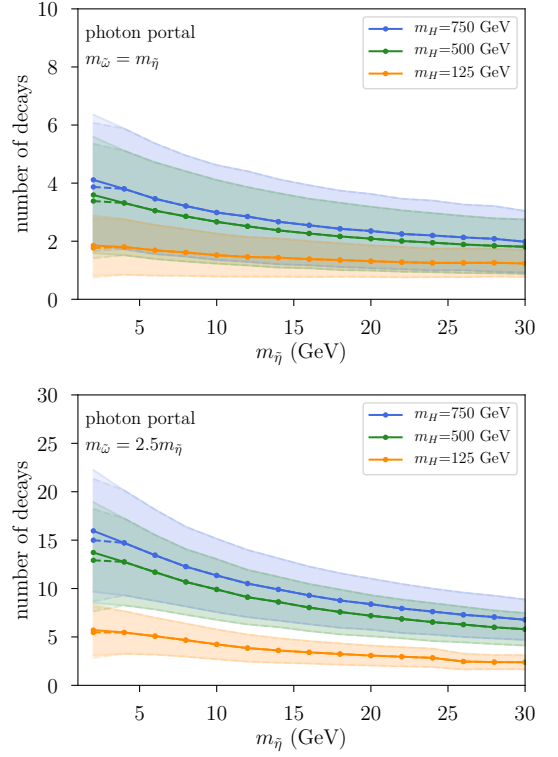 10
8
6
4
2
0
number of decays
photon portal
$m_{\tilde{\omega}} = m_{\tilde{\eta}}$
$m_H$=750 GeV
$m_H$=500 GeV
$m_H$=125 GeV
5 10 15 20 25 30
$m_{\tilde{\eta}}$ (GeV)
30
25
20
15
10
5
0
number of decays
photon portal
$m_{\tilde{\omega}} = 2.5m_{\tilde{\eta}}$
$m_H$=750 GeV
$m_H$=500 GeV
$m_H$=125 GeV
5 10 15 20 25 30
$m_{\tilde{\eta}}$ (GeV)